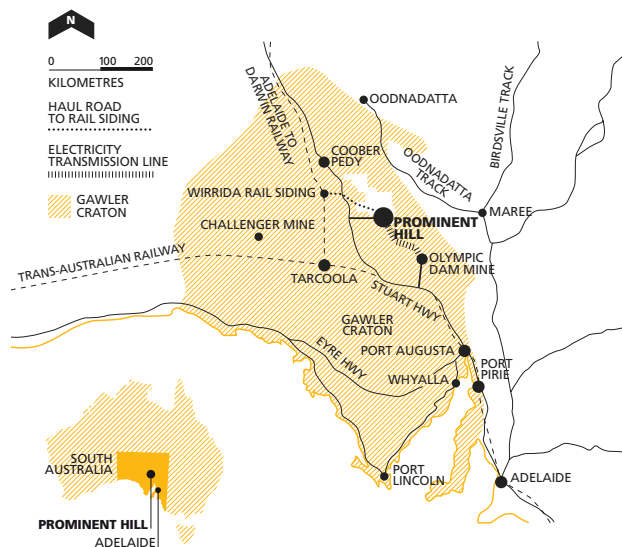 N
0 100 200
KILOMETRES
HAUL ROAD
TO RAIL SIDING
ELECTRICITY
TRANSMISSION LINE
GAWLER
CRATON
ADELAIDE TO
DARWIN RAILWAY
OODNADATTA
BIRDSVILLE TRACK
COOBER
PEDY
OODNADATTA
TRACK
WIRRIDA RAIL SIDING
MAREE
CHALLENGER MINE
PROMINENT
HILL
TRANS-AUSTRALIAN RAILWAY
OLYMPIC
DAM MINE
TARCOOLA
STUART HWY
GAWLER
CRATON
EYRE HWY
PORT AUGUSTA
PORT
PIRIE
WHYALLA
PORT
LINCOLN
ADELAIDE
SOUTH
AUSTRALIA
PROMINENT HILL
ADELAIDE